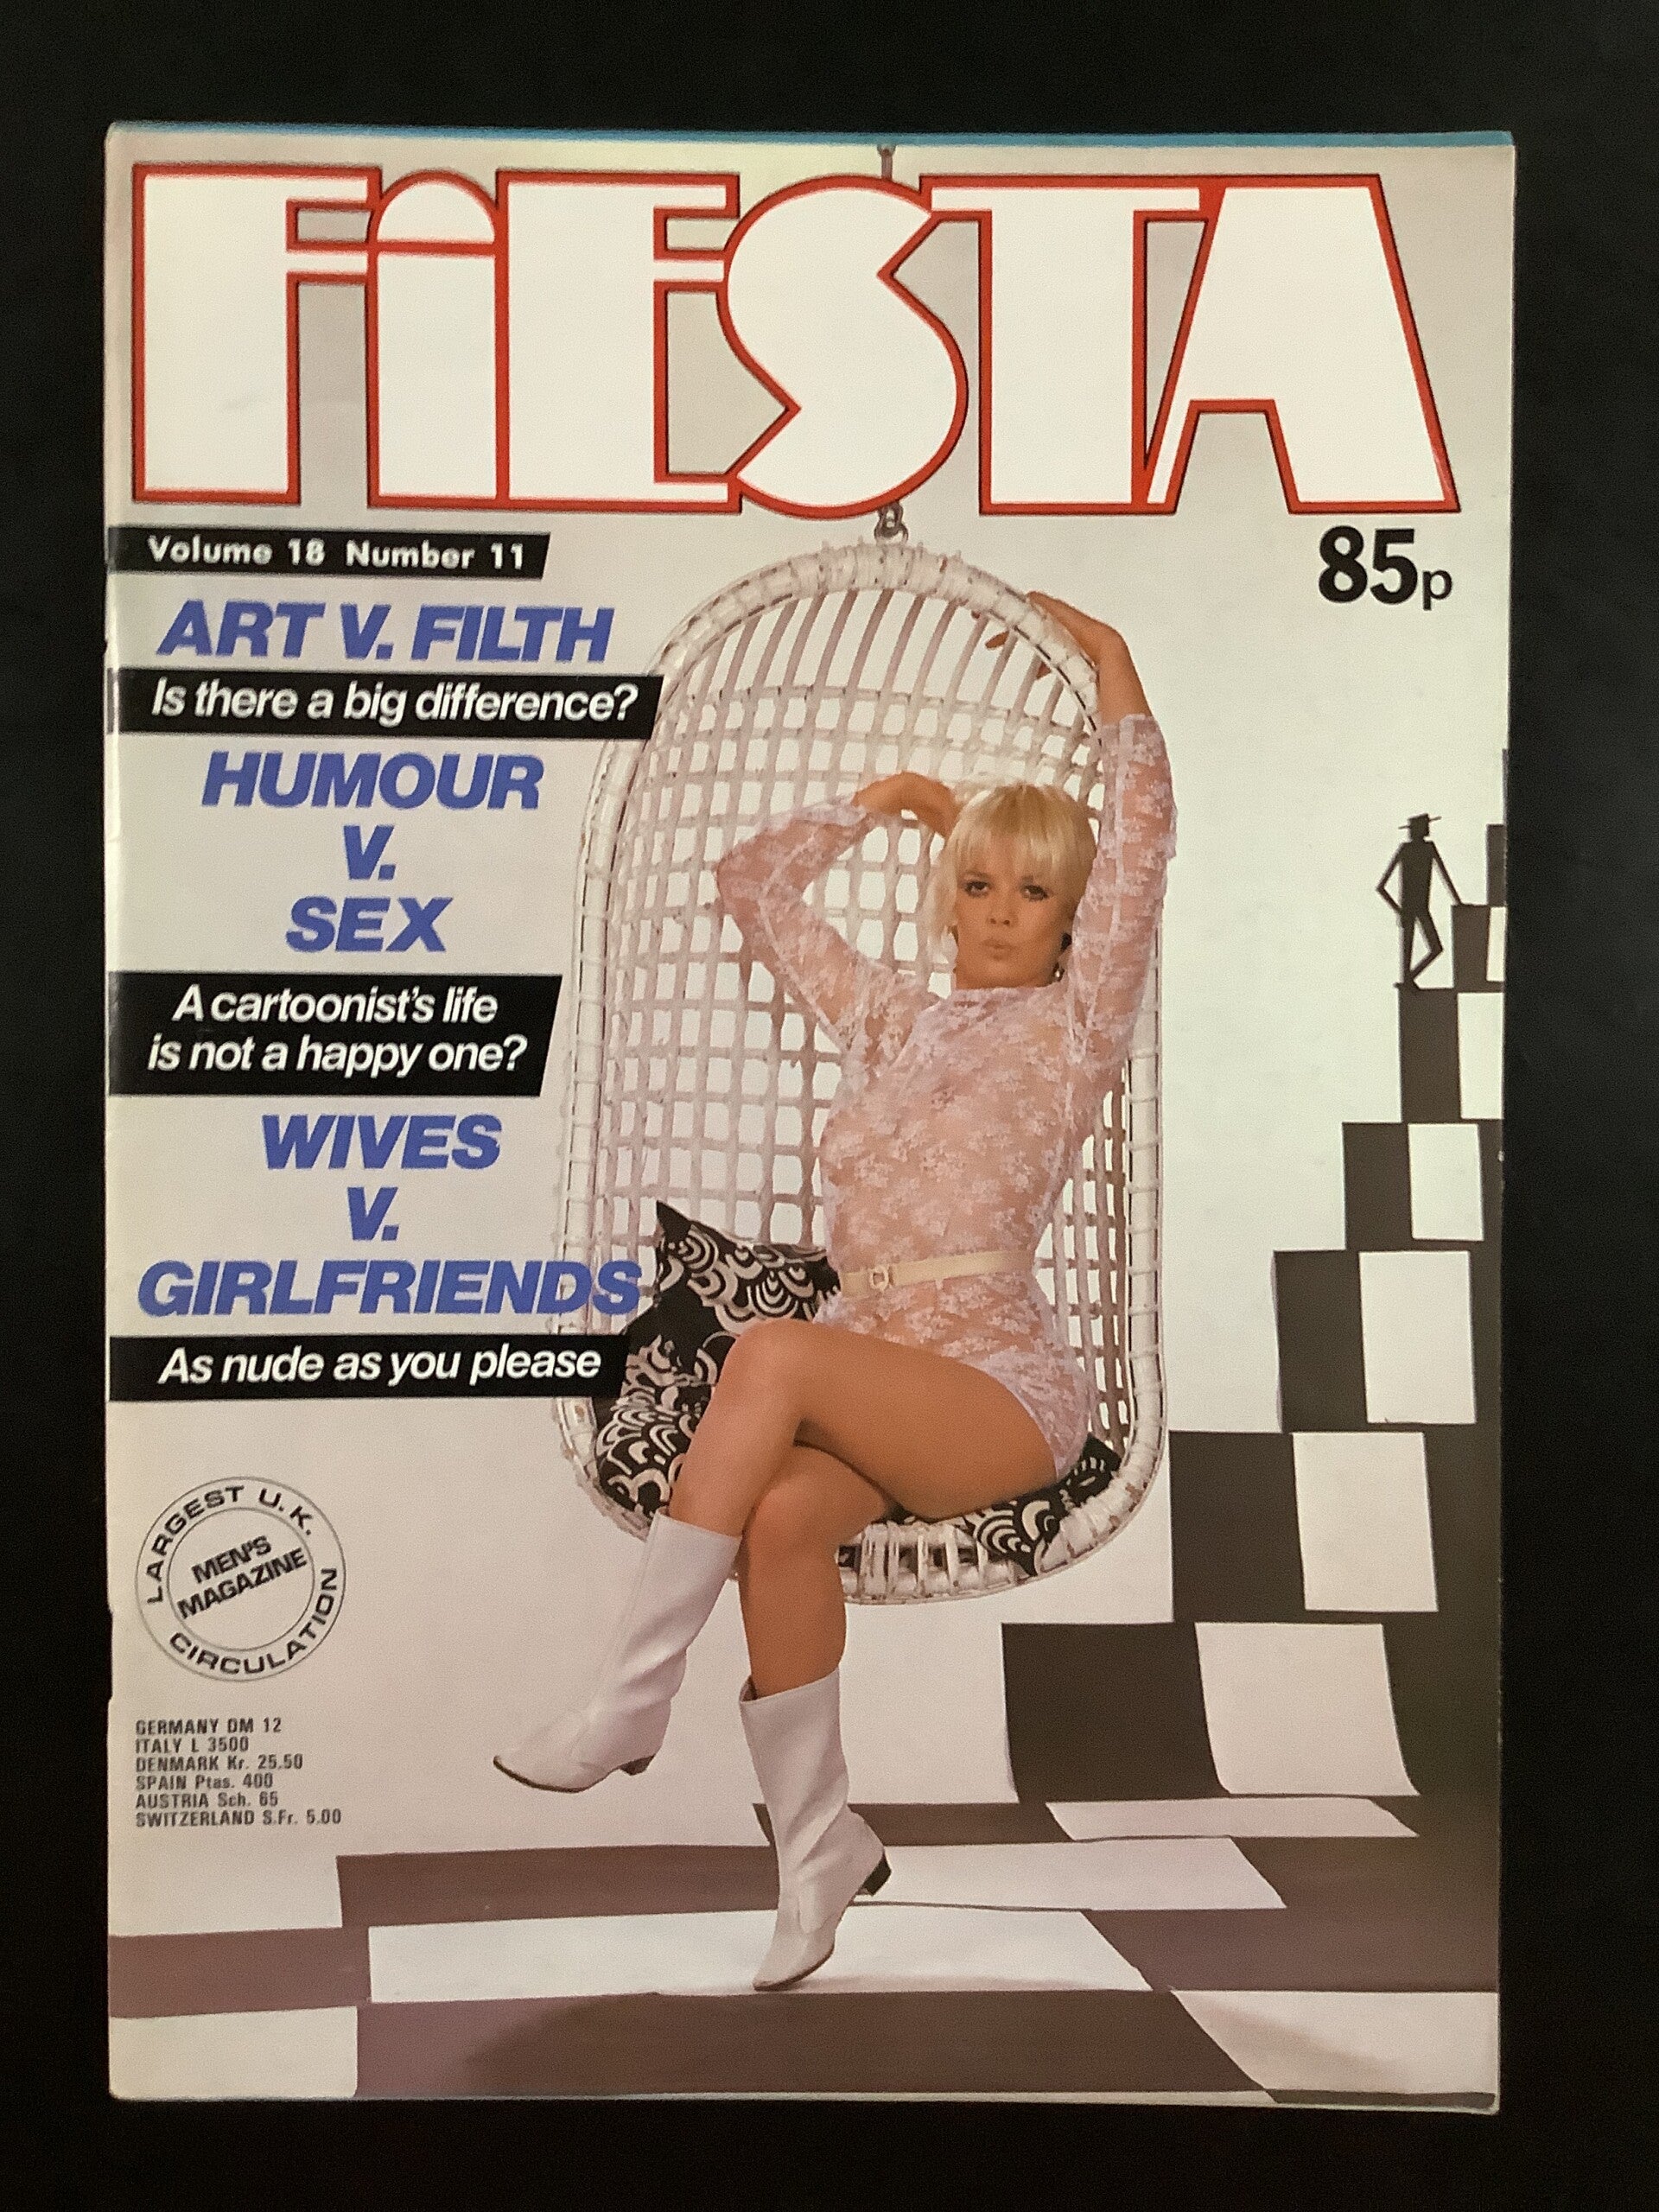 FiESTA
Volume 18 Number 11
85p
ART V. FILTH
Is there a big difference?
HUMOUR
V.
SEX
A cartoonist's life
is not a happy one?
WIVES
V.
GIRLFRIENDS
As nude as you please
LARGEST U.K.
MEN'S
MAGAZINE
CIRCULATION
GERMANY DM 12
ITALY L 3500
DENMARK Kr. 25.50
SPAIN Ptas. 400
AUSTRIA Sch. 65
SWITZERLAND S.Fr. 5.00